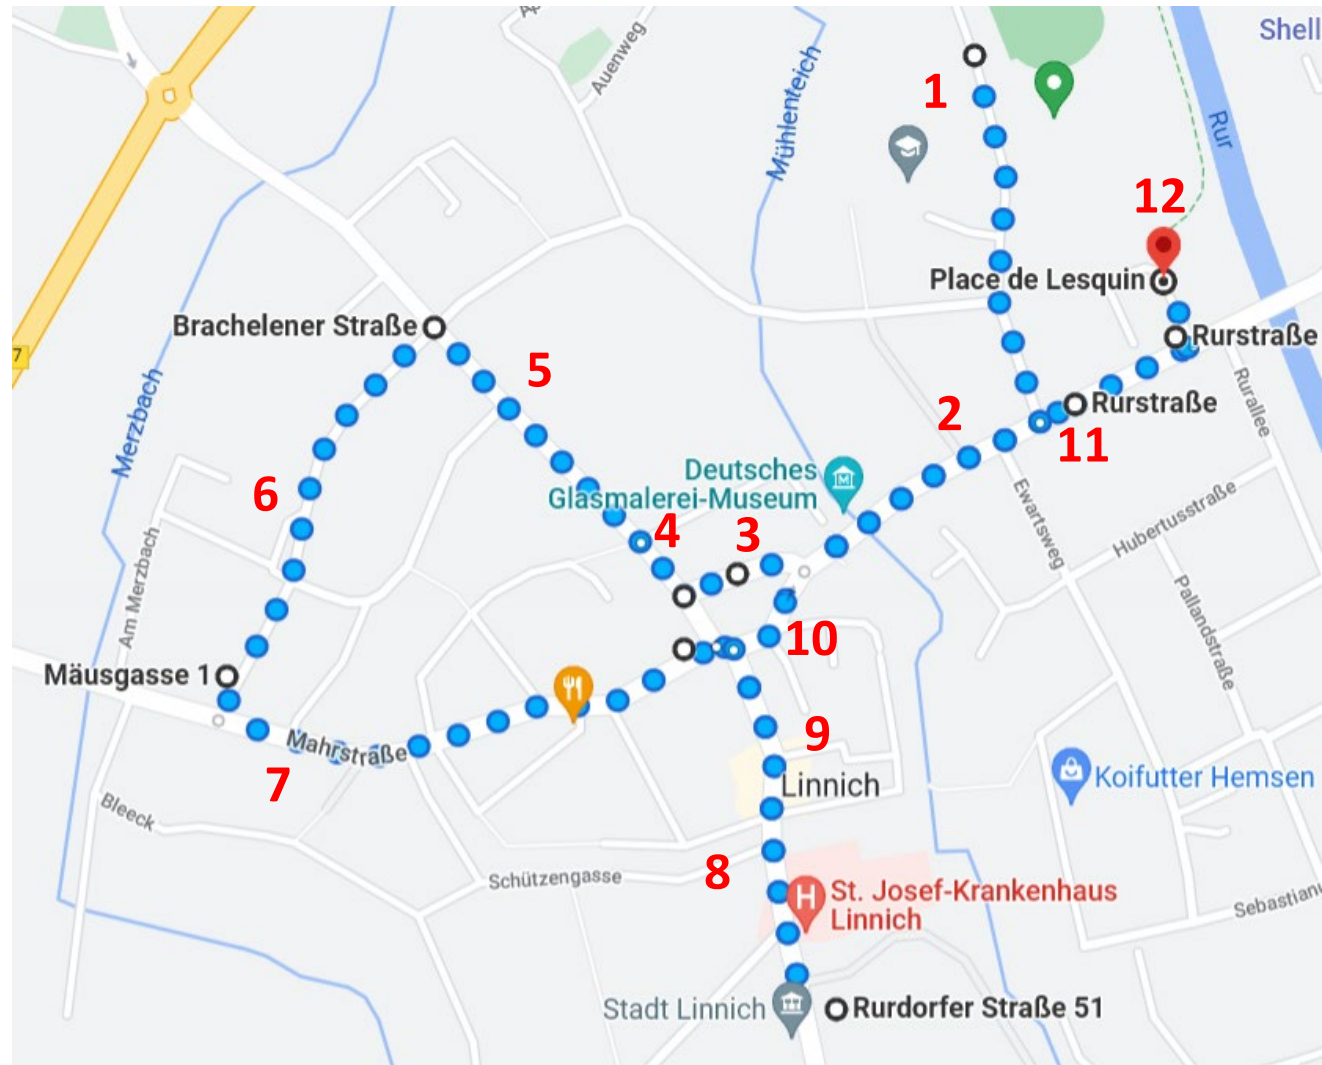 Auenweg
Shell
1
Mühlenteich
Rur
12
Place de Lesquin
Brachelener Straße
Rurstraße
7
5
Merzbach
Rurallee
Rurstraße
2
11
Deutsches
Glasmalerei-Museum
6
Ewartsweg
Hubertusstraße
4
3
Am Merzbach
Pallandstraße
10
Mäusgasse 1
Mahrstraße
9
7
Linnich
Koifutter Hemsen
Bleeck
8
Schützengasse
H
St. Josef-Krankenhaus
Linnich
Sebastianu
Stadt Linnich
Rurdorfer Straße 51